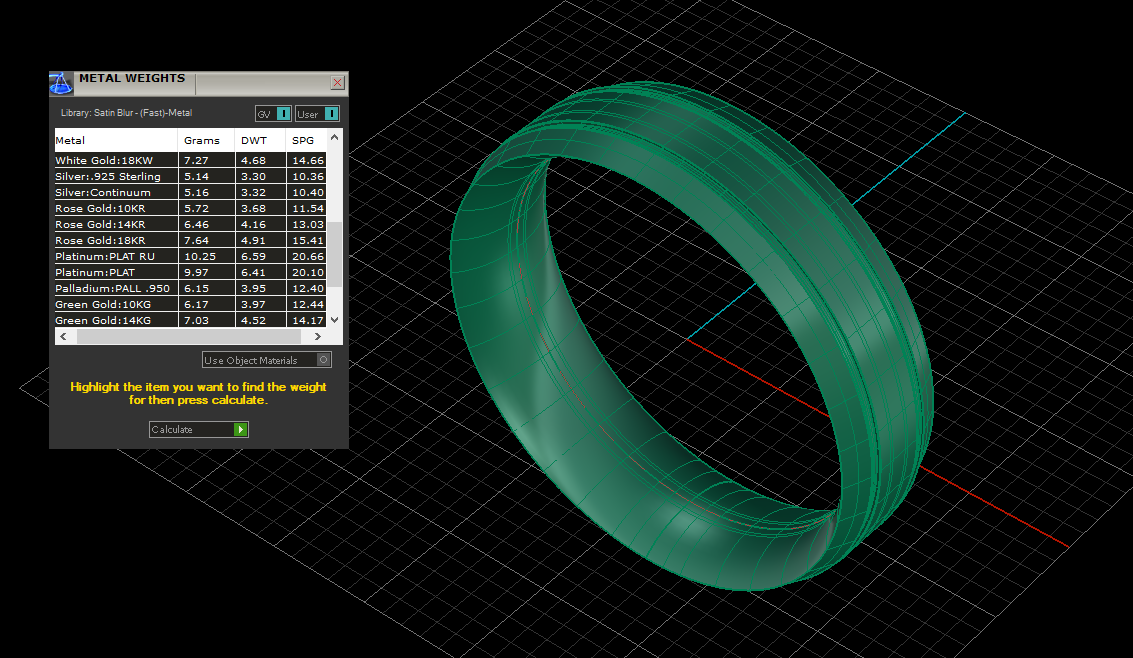 METAL WEIGHTS
Library: Satin Blur - (Fast)-Metal
GV
User
Metal Grams DWT SPG
White Gold:18KW 7.27 4.68 14.66
Silver:.925 Sterling 5.14 3.30 10.36
Silver:Continuum 5.16 3.32 10.40
Rose Gold:10KR 5.72 3.68 11.54
Rose Gold:14KR 6.46 4.16 13.03
Rose Gold:18KR 7.64 4.91 15.41
Platinum:PLAT RU 10.25 6.59 20.66
Platinum:PLAT 9.97 6.41 20.10
Palladium:PALL .950 6.15 3.95 12.40
Green Gold:10KG 6.17 3.97 12.44
Green Gold:14KG 7.03 4.52 14.17
Use Object Materials
Highlight the item you want to find the weight
for then press calculate.
Calculate